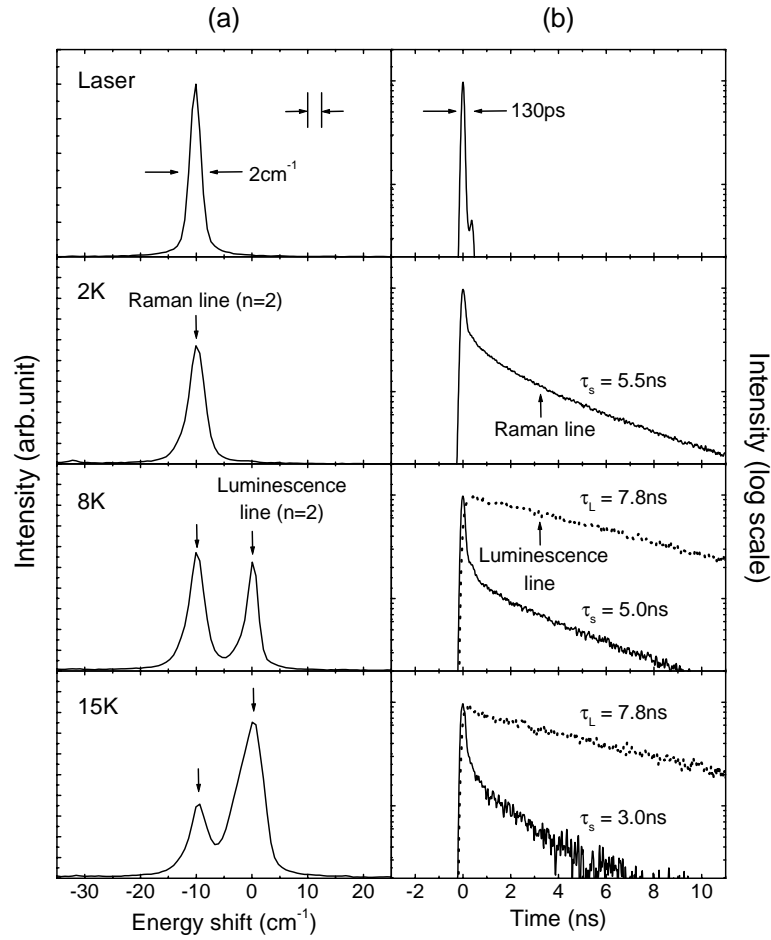 (a)
(b)
Laser
2cm⁻¹
130ps
2K
Raman line (n=2)
τₛ = 5.5ns
Raman line
8K
Luminescence
line (n=2)
τ_L = 7.8ns
Luminescence
line
τₛ = 5.0ns
15K
τ_L = 7.8ns
τₛ = 3.0ns
Intensity (arb.unit)
Intensity (log scale)
-30 -20 -10 0 10 20
Energy shift (cm⁻¹)
-2 0 2 4 6 8 10
Time (ns)